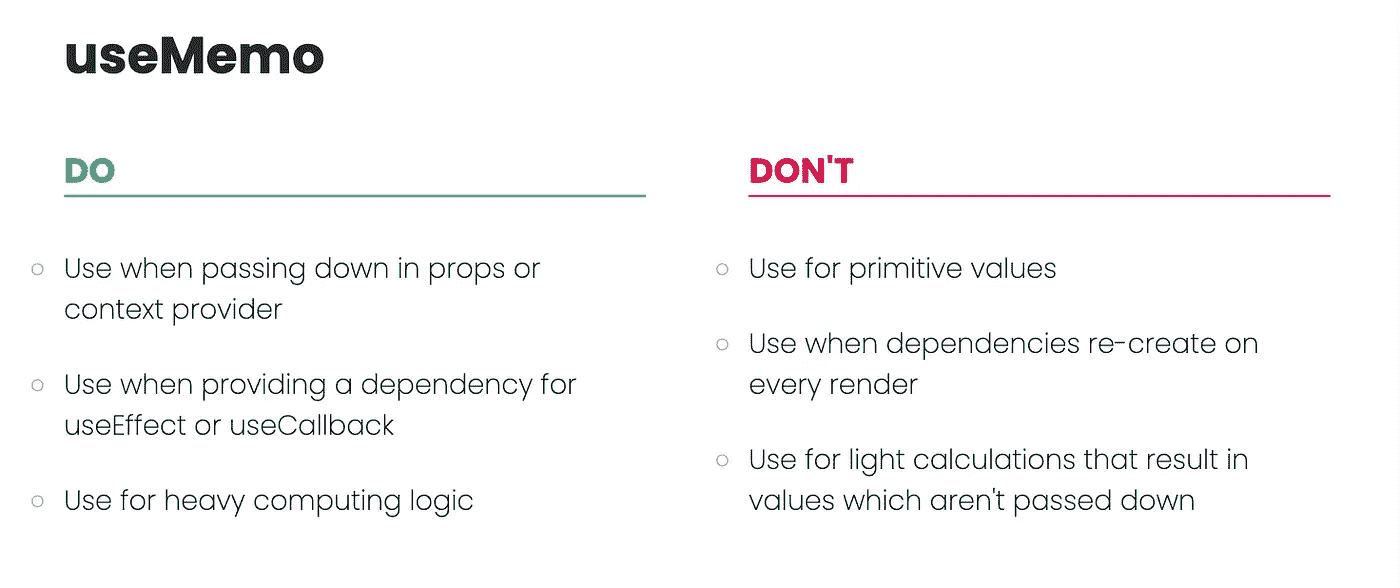 useMemo
DO
Use when passing down in props or
context provider
Use when providing a dependency for
useEffect or useCallback
Use for heavy computing logic
DON'T
Use for primitive values
Use when dependencies re-create on
every render
Use for light calculations that result in
values which aren't passed down